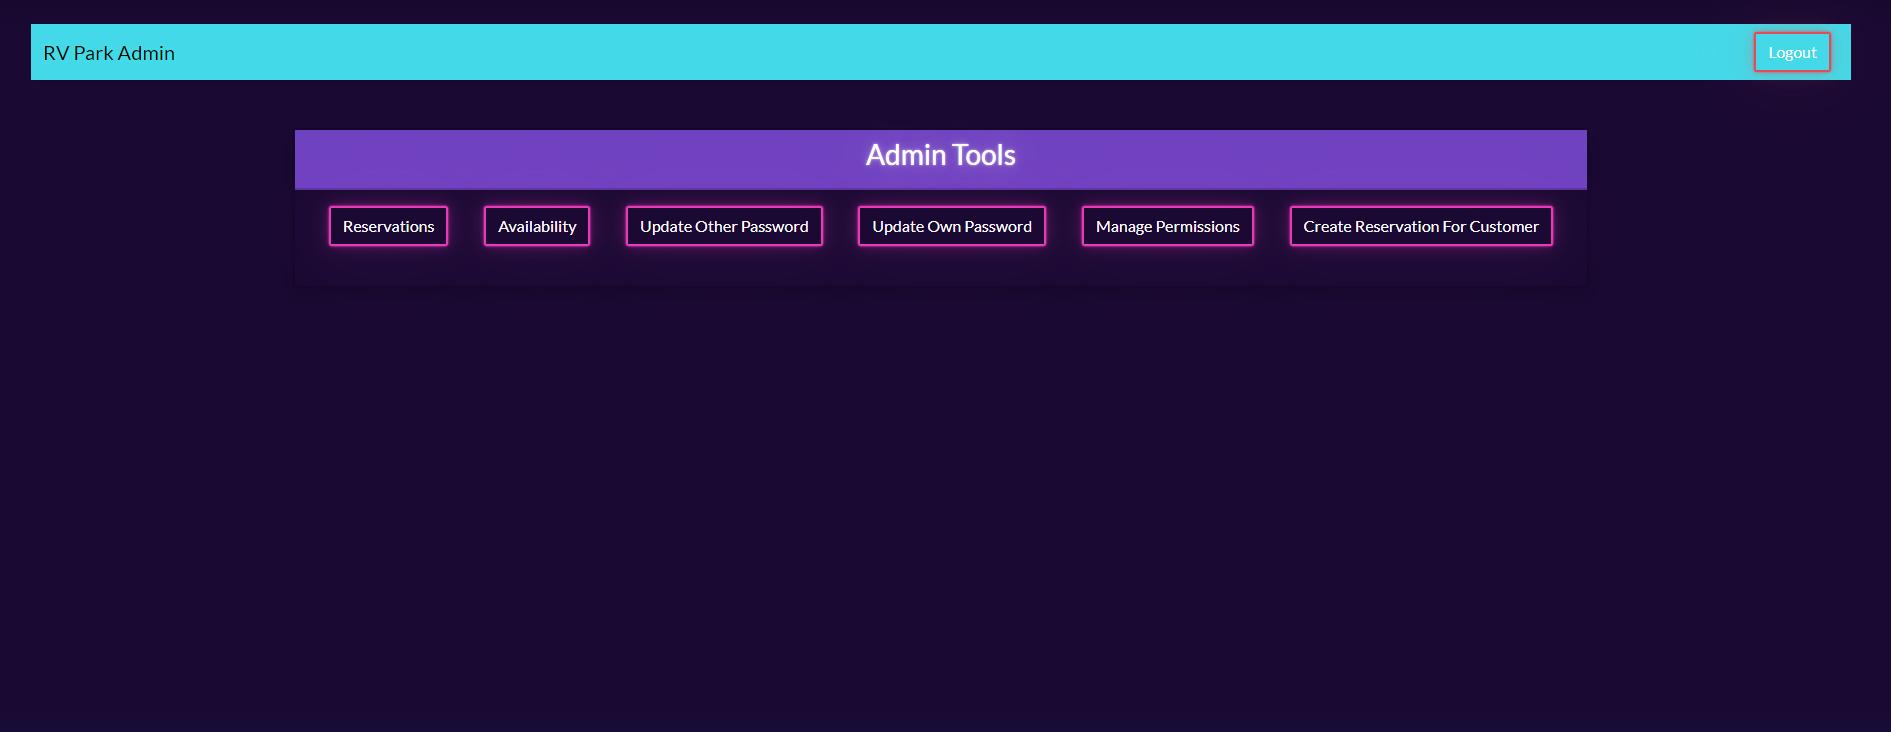 RV Park Admin
Logout
Admin Tools
Reservations
Availability
Update Other Password
Update Own Password
Manage Permissions
Create Reservation For Customer